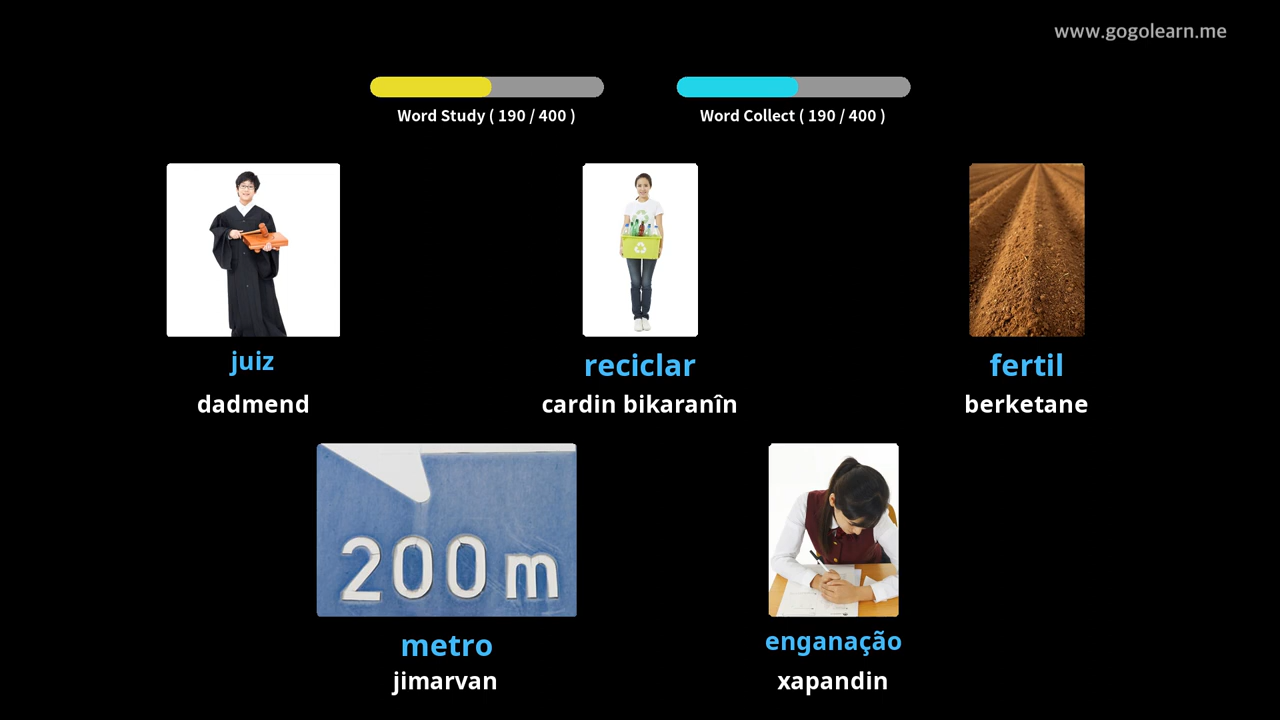 www.gogolearn.me
Word Study ( 190 / 400 )
Word Collect ( 190 / 400 )
juiz
reciclar
fertil
dadmend
cardin bikaranîn
berketane
200 m
metro
enganação
jimarvan
xapandin